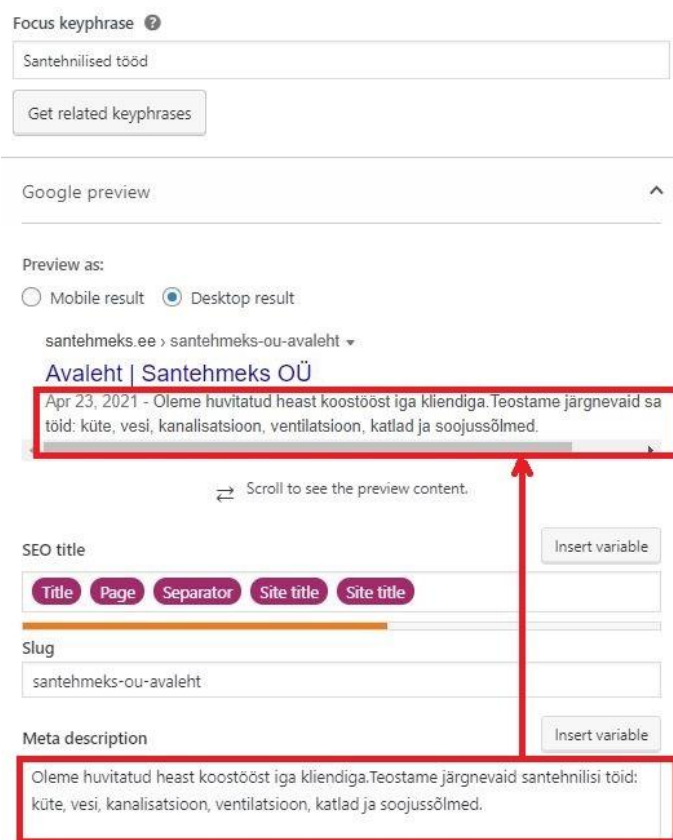 Focus keyphrase
Santehnilised tööd
Get related keyphrases
Google preview
Preview as:
Mobile result Desktop result
santehmeks.ee › santehmeks-ou-avaleht
Avaleht | Santehmeks OÜ
Apr 23, 2021 - Oleme huvitatud heast koostööst iga kliendiga.Teostame järgnevaid sa
töid: küte, vesi, kanalisatsioon, ventilatsioon, katlad ja soojussõlmed.
Scroll to see the preview content.
SEO title
Insert variable
Title Page Separator Site title Site title
Slug
santehmeks-ou-avaleht
Meta description
Insert variable
Oleme huvitatud heast koostööst iga kliendiga.Teostame järgnevaid santehnilisi töid:
küte, vesi, kanalisatsioon, ventilatsioon, katlad ja soojussõlmed.